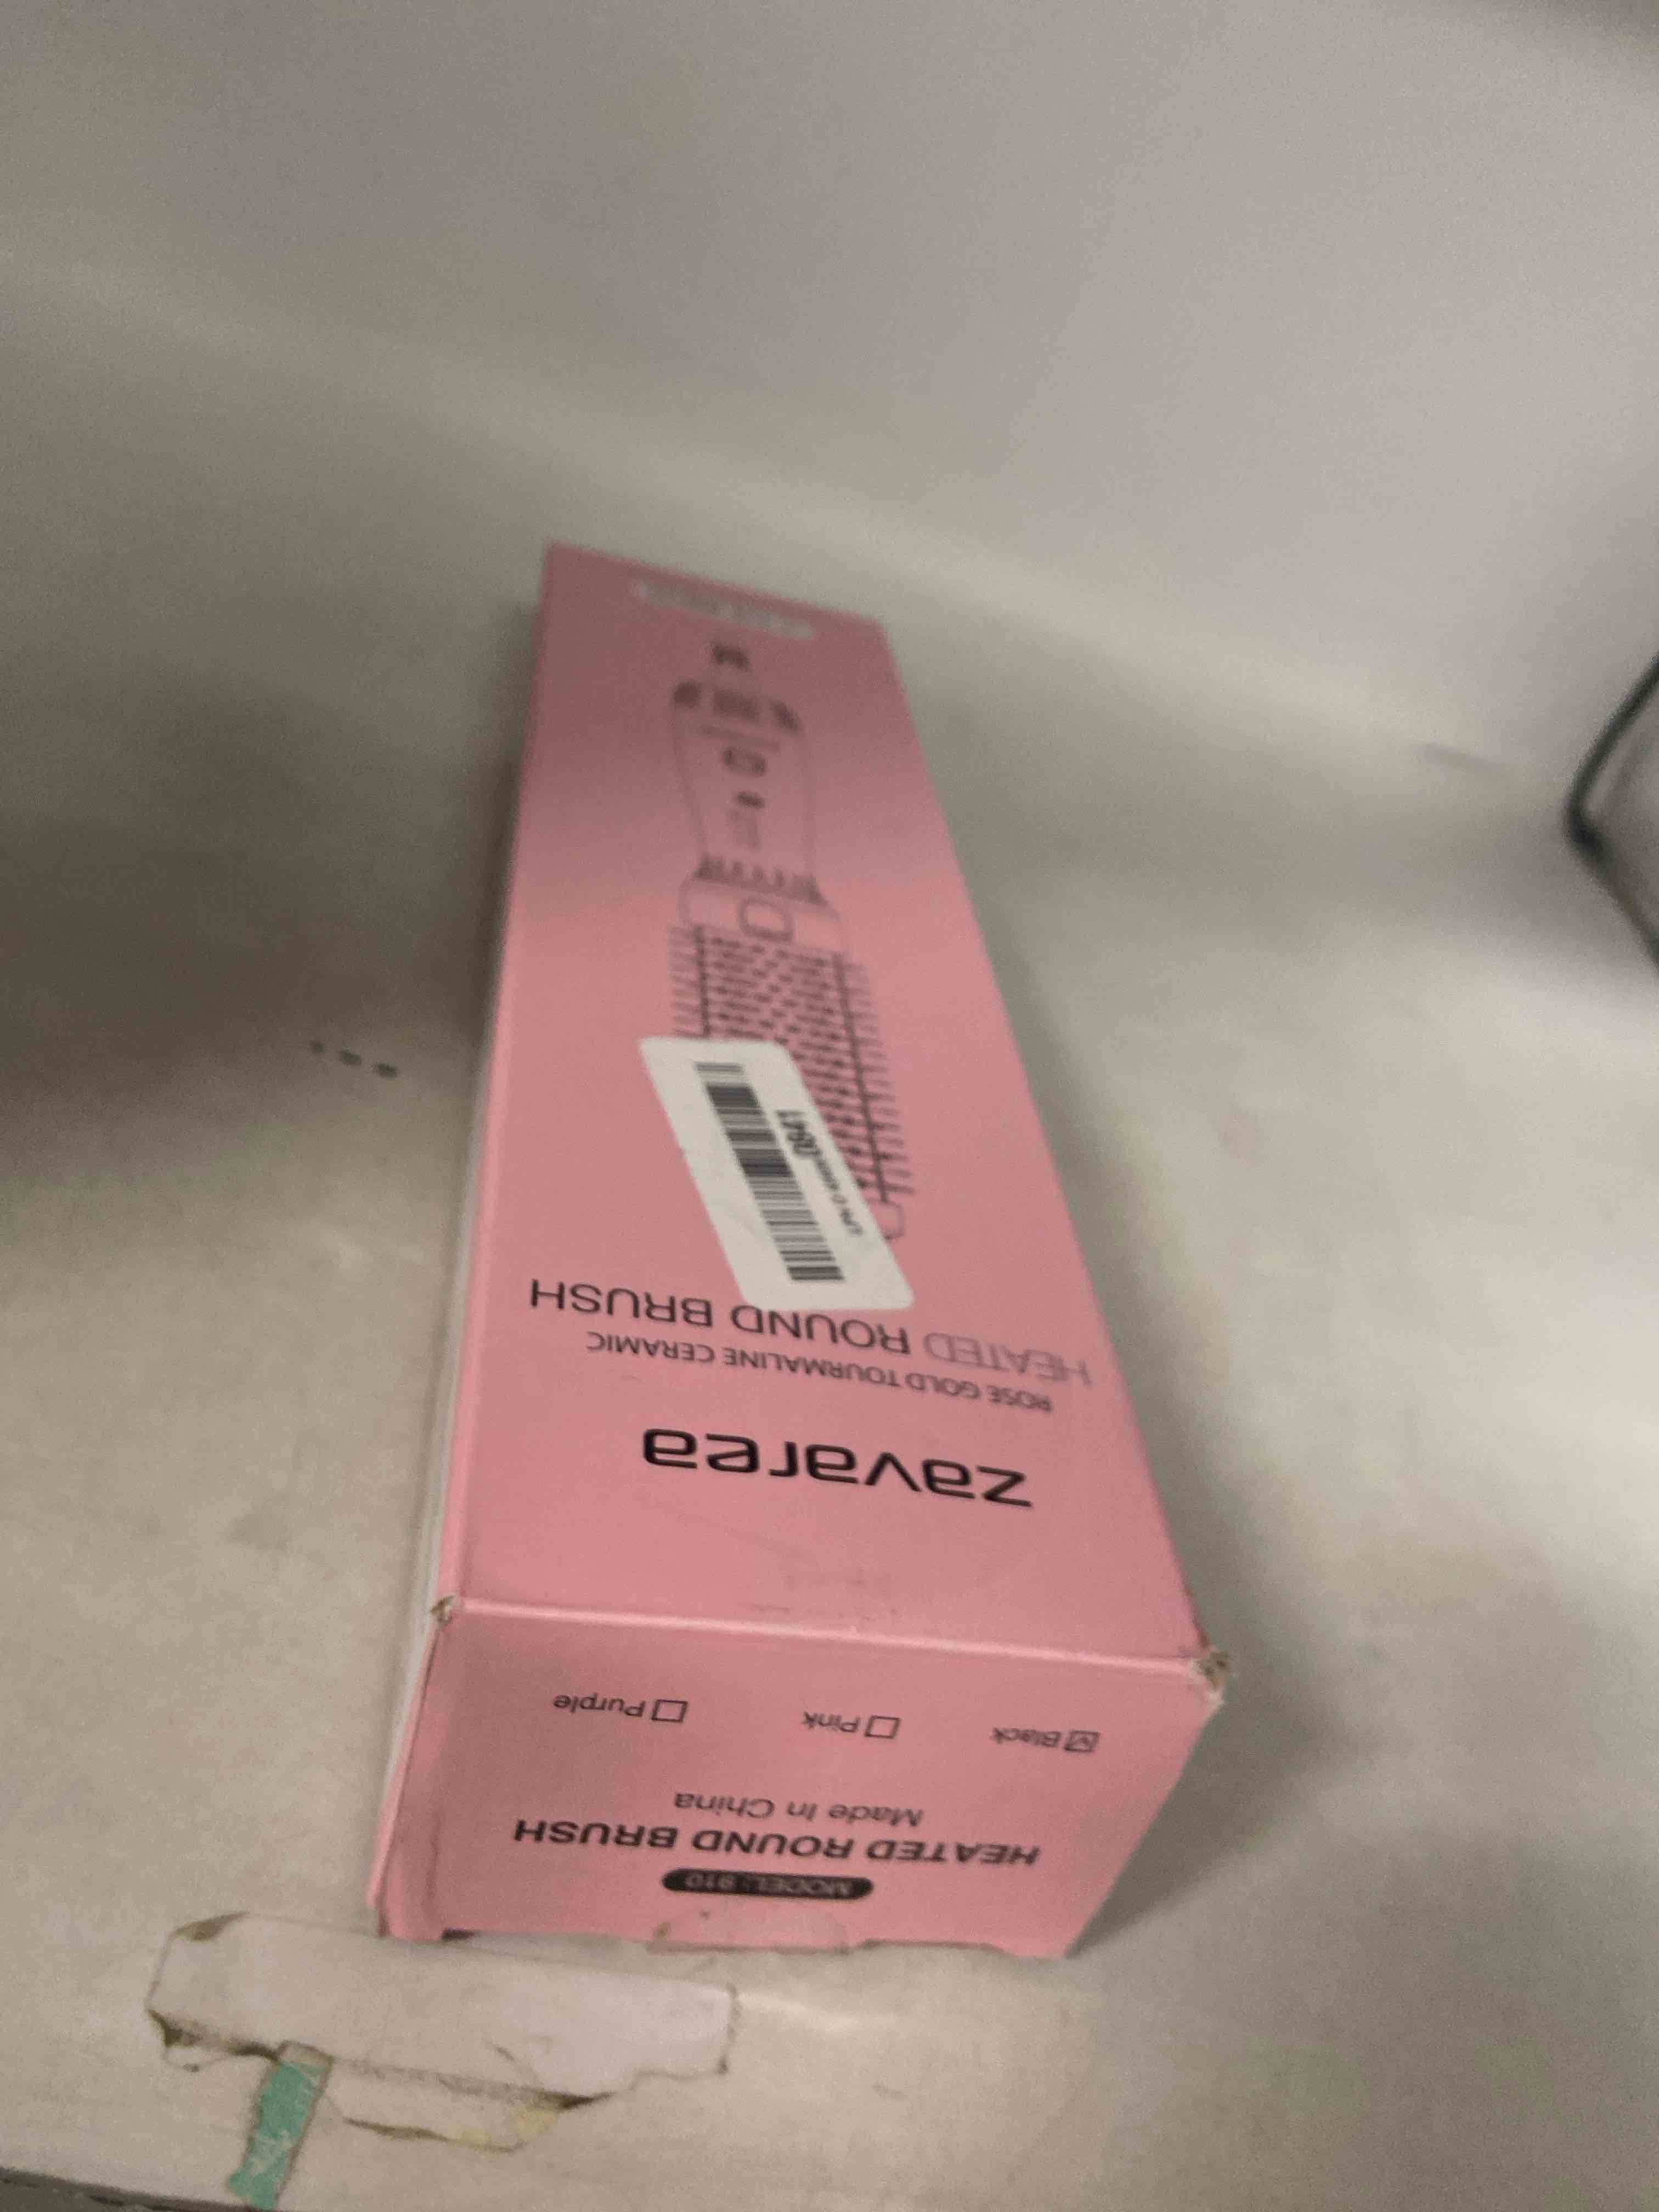 zavarea
ROSE GOLD TOURMALINE CERAMIC
HEATED ROUND BRUSH
0941
MODEL: 910
HEATED ROUND BRUSH
Made In China
☑ Black ☐ Pink ☐ Purple